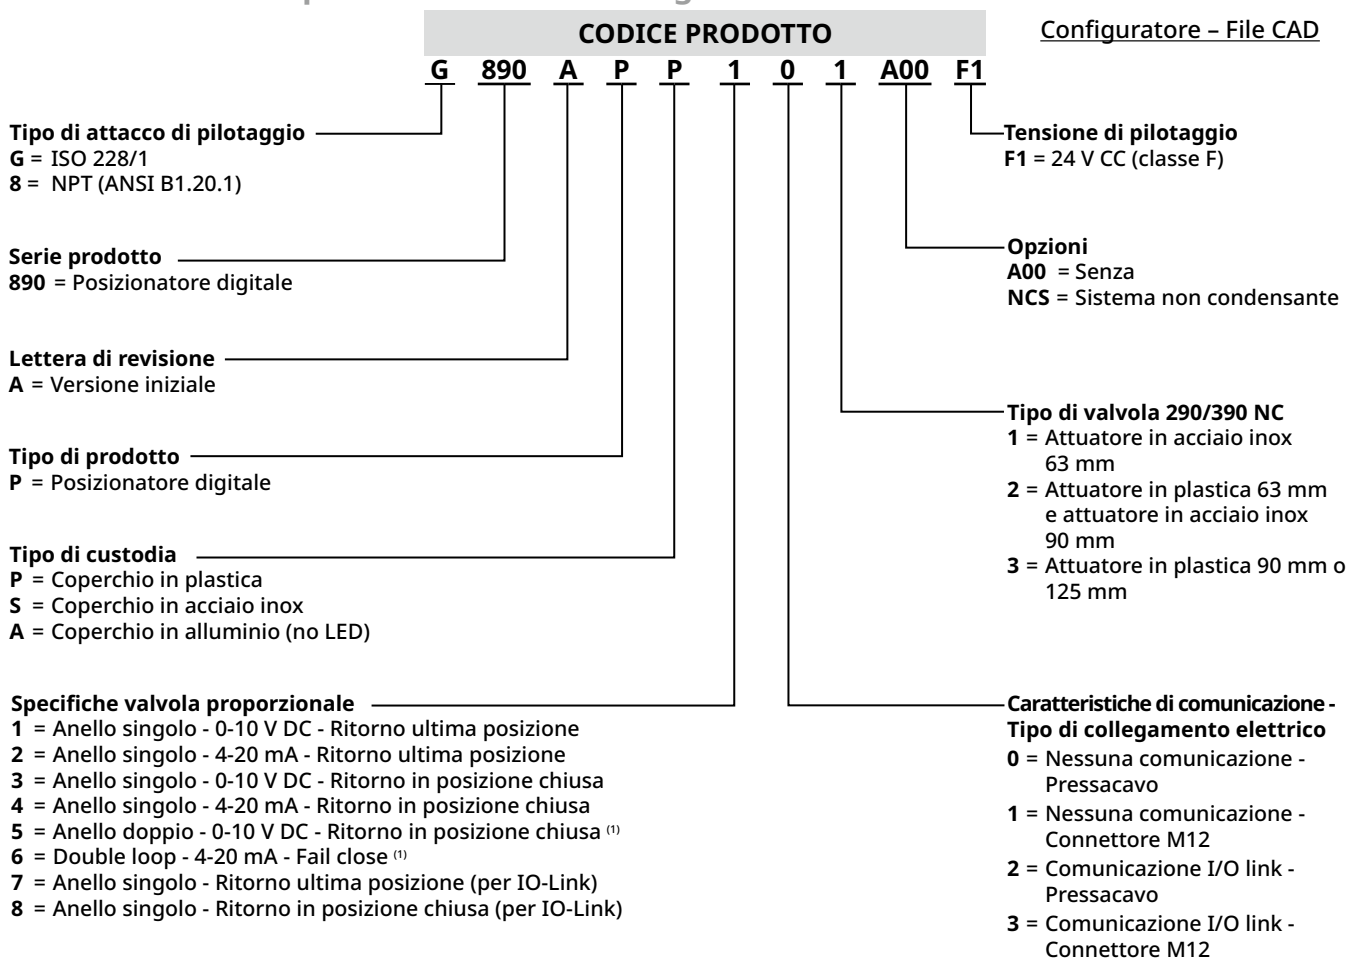 CODICE PRODOTTO
Configuratore – File CAD
G 890 A P P 1 0 1 A00 F1
Tipo di attacco di pilotaggio
G = ISO 228/1
8 = NPT (ANSI B1.20.1)
Serie prodotto
890 = Posizionatore digitale
Lettera di revisione
A = Versione iniziale
Tipo di prodotto
P = Posizionatore digitale
Tipo di custodia
P = Coperchio in plastica
S = Coperchio in acciaio inox
A = Coperchio in alluminio (no LED)
Specifiche valvola proporzionale
1 = Anello singolo - 0-10 V DC - Ritorno ultima posizione
2 = Anello singolo - 4-20 mA - Ritorno ultima posizione
3 = Anello singolo - 0-10 V DC - Ritorno in posizione chiusa
4 = Anello singolo - 4-20 mA - Ritorno in posizione chiusa
5 = Anello doppio - 0-10 V DC - Ritorno in posizione chiusa (1)
6 = Double loop - 4-20 mA - Fail close (1)
7 = Anello singolo - Ritorno ultima posizione (per IO-Link)
8 = Anello singolo - Ritorno in posizione chiusa (per IO-Link)
Tensione di pilotaggio
F1 = 24 V CC (classe F)
Opzioni
A00 = Senza
NCS = Sistema non condensante
Tipo di valvola 290/390 NC
1 = Attuatore in acciaio inox
63 mm
2 = Attuatore in plastica 63 mm
e attuatore in acciaio inox
90 mm
3 = Attuatore in plastica 90 mm o
125 mm
Caratteristiche di comunicazione -
Tipo di collegamento elettrico
0 = Nessuna comunicazione -
Pressacavo
1 = Nessuna comunicazione -
Connettore M12
2 = Comunicazione I/O link -
Pressacavo
3 = Comunicazione I/O link -
Connettore M12